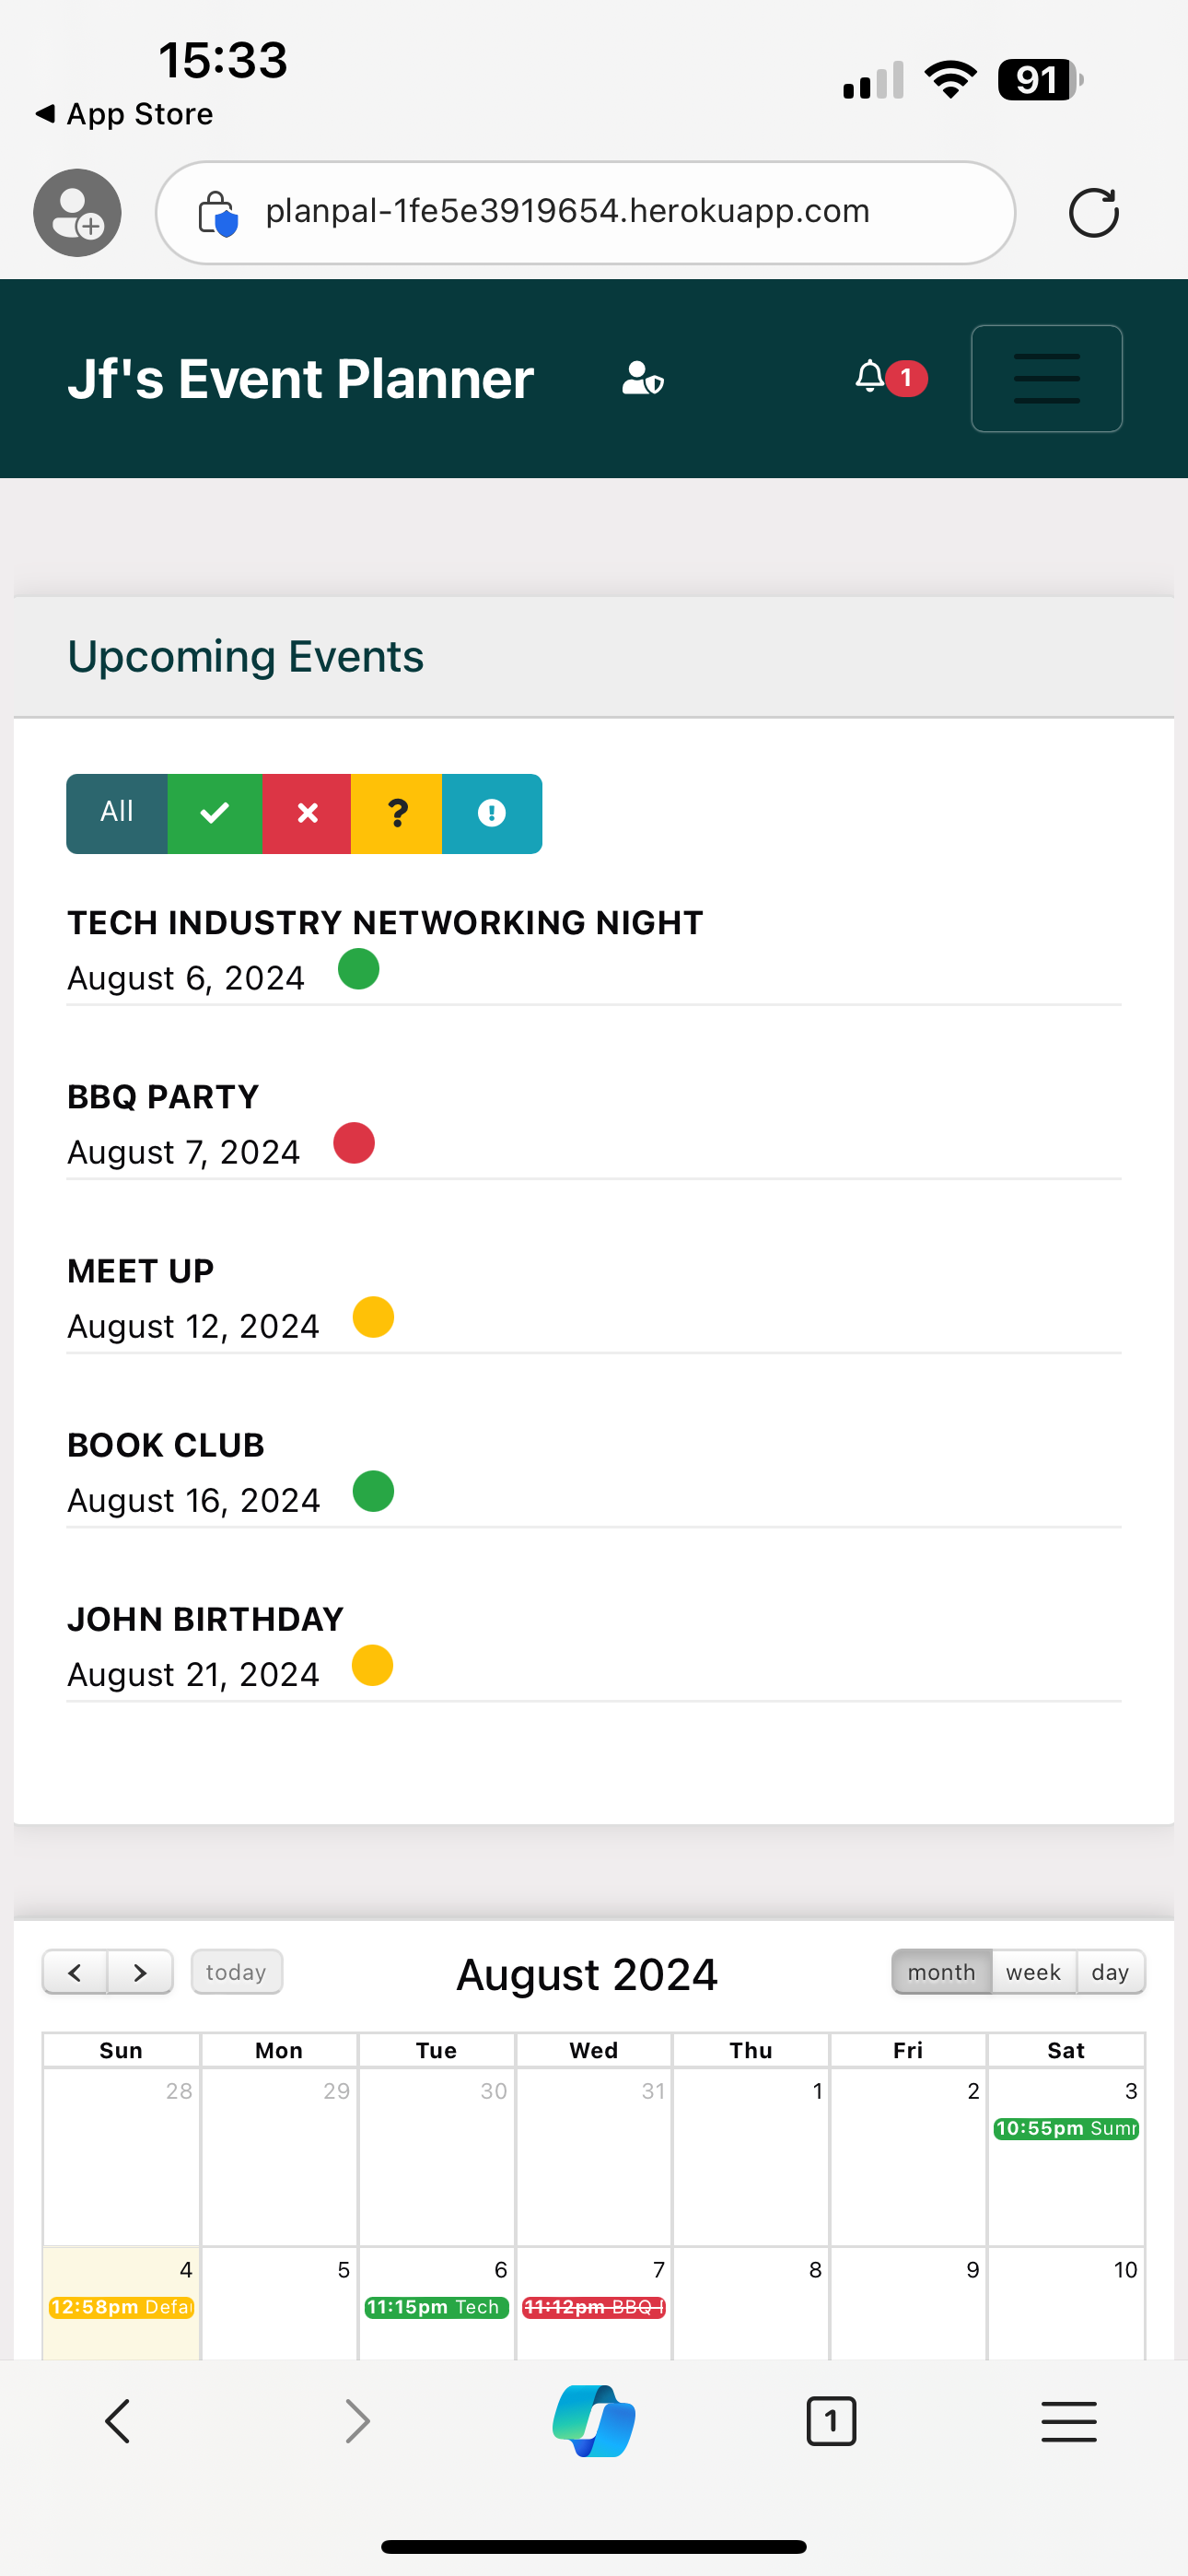 15:33
91
App Store
planpal-1fe5e3919654.herokuapp.com
Jf's Event Planner
1
Upcoming Events
All
?
TECH INDUSTRY NETWORKING NIGHT
August 6, 2024
BBQ PARTY
August 7, 2024
MEET UP
August 12, 2024
BOOK CLUB
August 16, 2024
JOHN BIRTHDAY
August 21, 2024
today
August 2024
month week day
Sun Mon Tue Wed Thu Fri Sat
28 29 30 31 1 2 3
10:55pm
4 5 6 7 8 9 10
12:58pm 11:15pm Tech 11:12pm BBQ
1